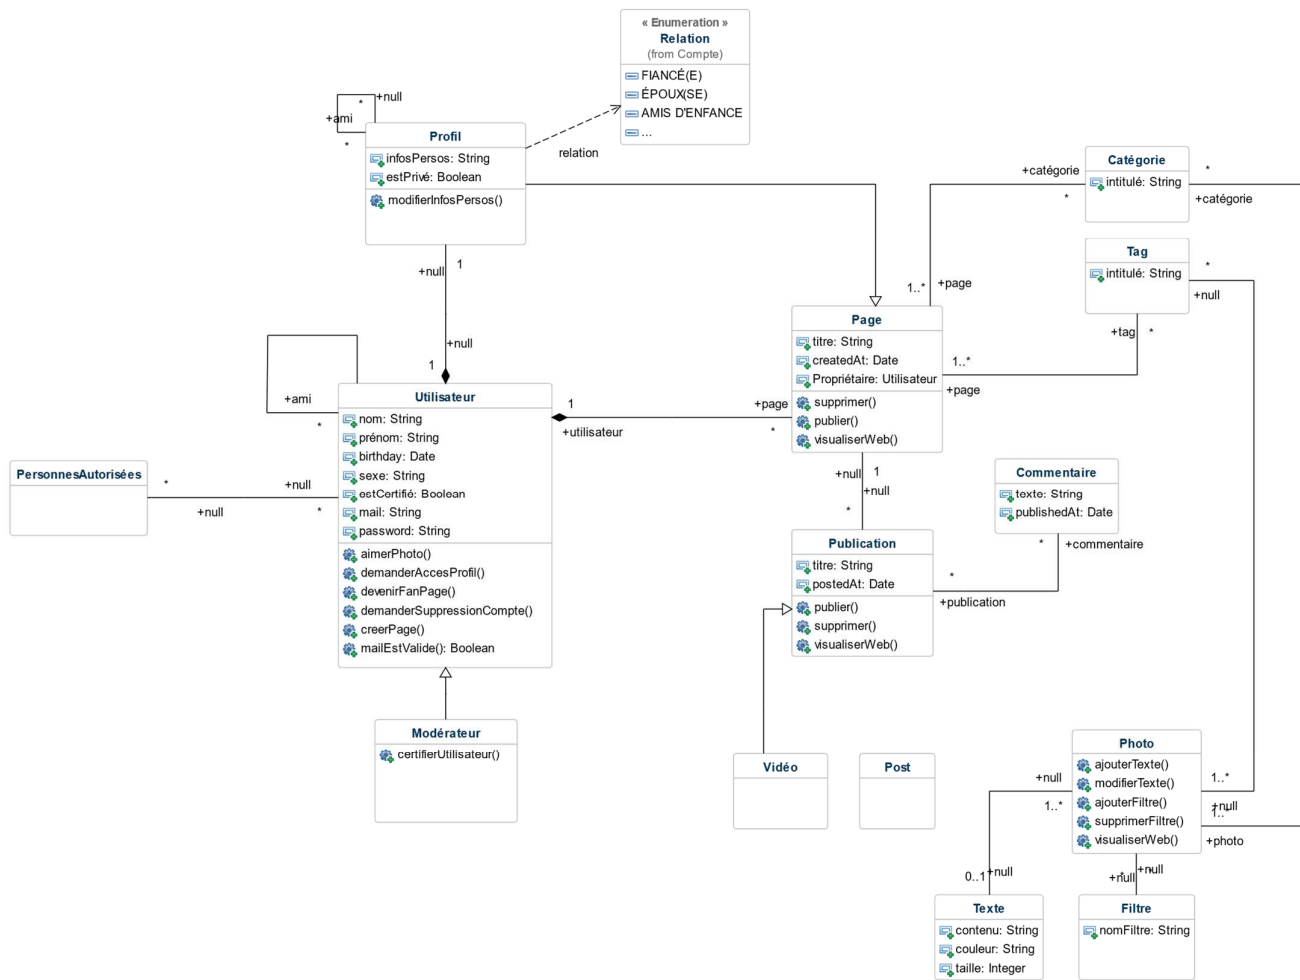 « Enumeration »
Relation
(from Compte)
FIANCÉ(E)
ÉPOUX(SE)
AMIS D'ENFANCE
...
*
+null
+ami
*
Profil
infosPersos: String
estPrivé: Boolean
modifierInfosPersos()
relation
+catégorie
*
Catégorie
intitulé: String
*
+catégorie
Tag
intitulé: String
*
+null
+tag
*
1..*
+page
+null
1
+null
1
Page
titre: String
createdAt: Date
Propriétaire: Utilisateur
supprimer()
publier()
visualiserWeb()
1..*
+page
+ami
*
Utilisateur
nom: String
prénom: String
birthday: Date
sexe: String
estCertifié: Boolean
mail: String
password: String
aimerPhoto()
demanderAccesProfil()
devenirFanPage()
demanderSuppressionCompte()
creerPage()
mailEstValide(): Boolean
1
+utilisateur
+page
*
PersonnesAutorisées
*
+null
+null
*
+null
1
+null
*
Commentaire
texte: String
publishedAt: Date
*
+commentaire
Publication
titre: String
postedAt: Date
publier()
supprimer()
visualiserWeb()
*
+publication
Modérateur
certifierUtilisateur()
Vidéo
Post
Photo
ajouterTexte()
modifierTexte()
ajouterFiltre()
supprimerFiltre()
visualiserWeb()
+null
1..*
1..*
+null
1..*
+photo
0..1
+null
+null
*
+null
*
Texte
contenu: String
couleur: String
taille: Integer
Filtre
nomFiltre: String